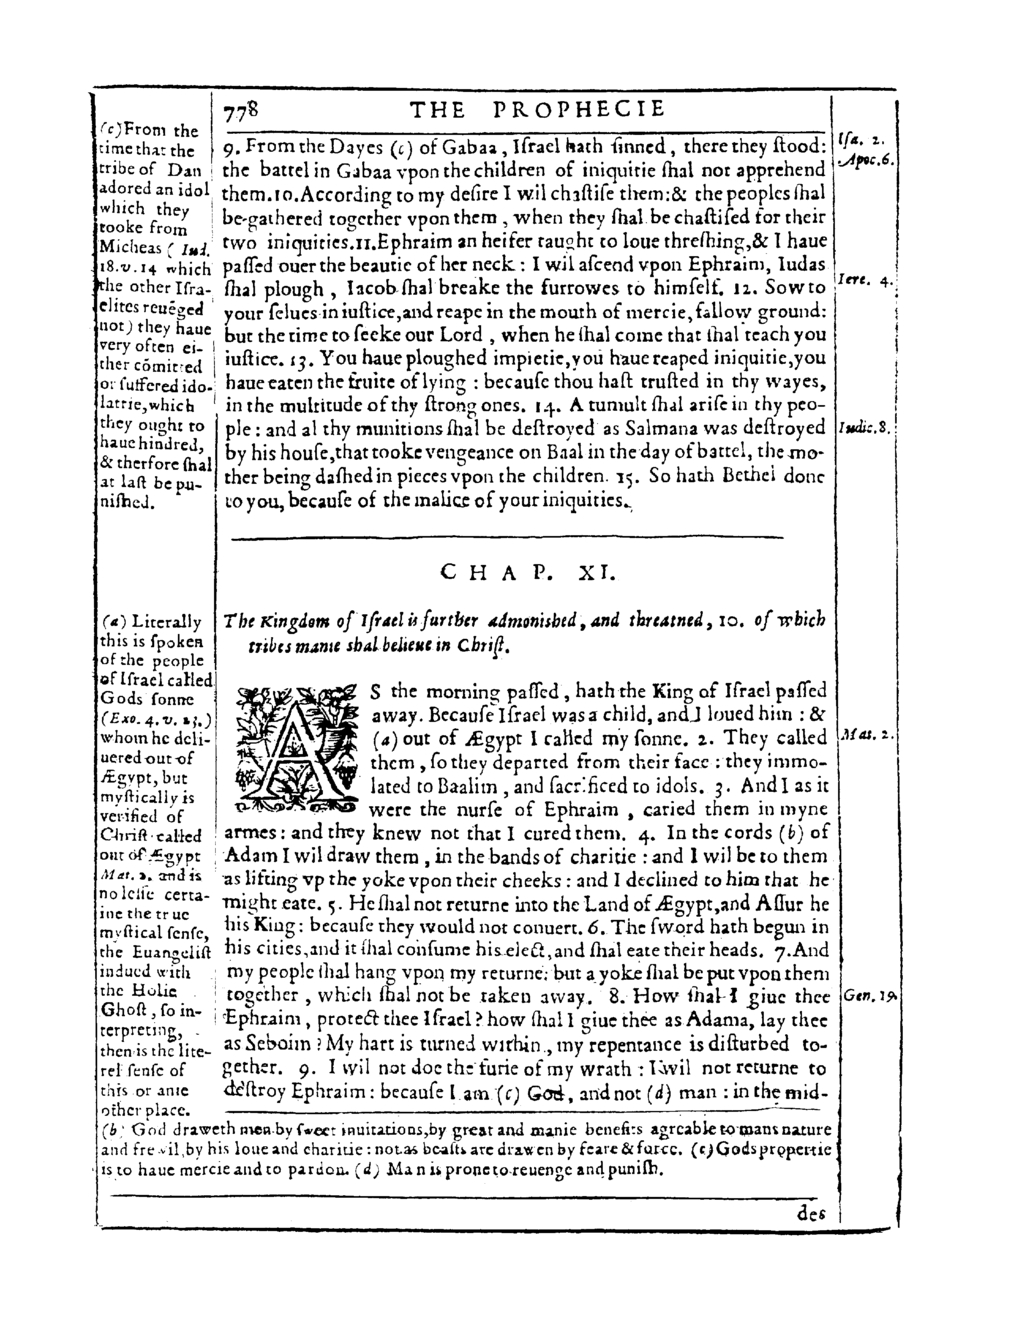 778 THE PROPHECIE
(c) From the
time that the
tribe of Dan
adored an idol
which they
tooke from
Micheas ( Iud.
18.v.14 which
the other Isra-
elites reuēged
not) they haue
very often ei-
ther cōmitted
or suffered ido-
latrie, which
they ought to
haue hindred,
& therfore shal
at last be pu-
nished.
9. From the Dayes (c) of Gabaa, Israel hath sinned, there they stood:
the battel in Gabaa vpon the children of iniquitie shal not apprehend
them. 10. According to my desire I wil chastise them: & the peoples shal
be gathered together vpon them, when they shal be chastised for their
two iniquities. 11. Ephraim an heifer taught to loue threshing, & I haue
passed ouer the beautie of her neck: I wil ascend vpon Ephraim, Iudas
shal plough, Iacob shal breake the furrowes to himself. 12. Sow to
your selues in iustice, and reape in the mouth of mercie, fallow ground:
but the time to seeke our Lord, when he shal come that shal teach you
iustice. 13. You haue ploughed impietie, you haue reaped iniquitie, you
haue eaten the fruite of lying: because thou hast trusted in thy wayes,
in the multitude of thy strong ones. 14. A tumult shal arise in thy peo-
ple: and al thy munitions shal be destroyed as Salmana was destroyed
by his house, that tooke vengeance on Baal in the day of battel, the mo-
ther being dashed in pieces vpon the children. 15. So hath Bethel done
to you, because of the malice of your iniquities.
Isa. 2.
Apoc. 6.
Iere. 4.
Iudic. 8.
CHAP. XI.
The Kingdom of Israel is further admonished, and threatned, 10. of which
tribes manie shal beleue in Christ.
(a) Literally
this is spoken
of the people
of Israel called
Gods sonne
(Exo. 4. v. 23.)
whom he deli-
uered out of
Ægypt, but
mystically is
verified of
Christ called
out of Ægypt
Mat. 2. and is
no lesse certa-
ine the true
mystical sense,
the Euangelist
indued with
the Holie
Ghost, so in-
terpreting,
then is the lite-
rel sense of
this or anie
other place.
AS the morning passed, hath the King of Israel passed
away. Because Israel was a child, and I loued him: &
(a) out of Ægypt I called my sonne. 2. They called
them, so they departed from their face: they immo-
lated to Baalim, and sacrificed to idols. 3. And I as it
were the nurse of Ephraim, caried them in myne
armes: and they knew not that I cured them. 4. In the cords (b) of
Adam I wil draw them, in the bands of charitie: and I wil be to them
as lifting vp the yoke vpon their cheeks: and I declined to him that he
might eate. 5. He shal not returne into the Land of Ægypt, and Assur he
his King: because they would not conuert. 6. The sword hath begun in
his cities, and it shal consume his elect, and shal eate their heads. 7. And
my people shal hang vpon my returne: but a yoke shal be put vpon them
together, which shal not be taken away. 8. How shal I giue thee
Ephraim, protect thee Israel? how shal I giue thee as Adama, lay thee
as Seboim? My hart is turned within, my repentance is disturbed to-
gether. 9. I wil not doe the furie of my wrath: I wil not returne to
destroy Ephraim: because I am (c) God, and not (d) man: in the mid-
Mat. 2.
Gen. 19.
(b) God draweth men by sweet inuitations, by great and manie benefits agreable to mans nature
and frewil, by his loue and charitie: not as beasts are drawen by feare & force. (c) Gods propertie
is to haue mercie and to pardon. (d) Man is prone to reuenge and punish.
des